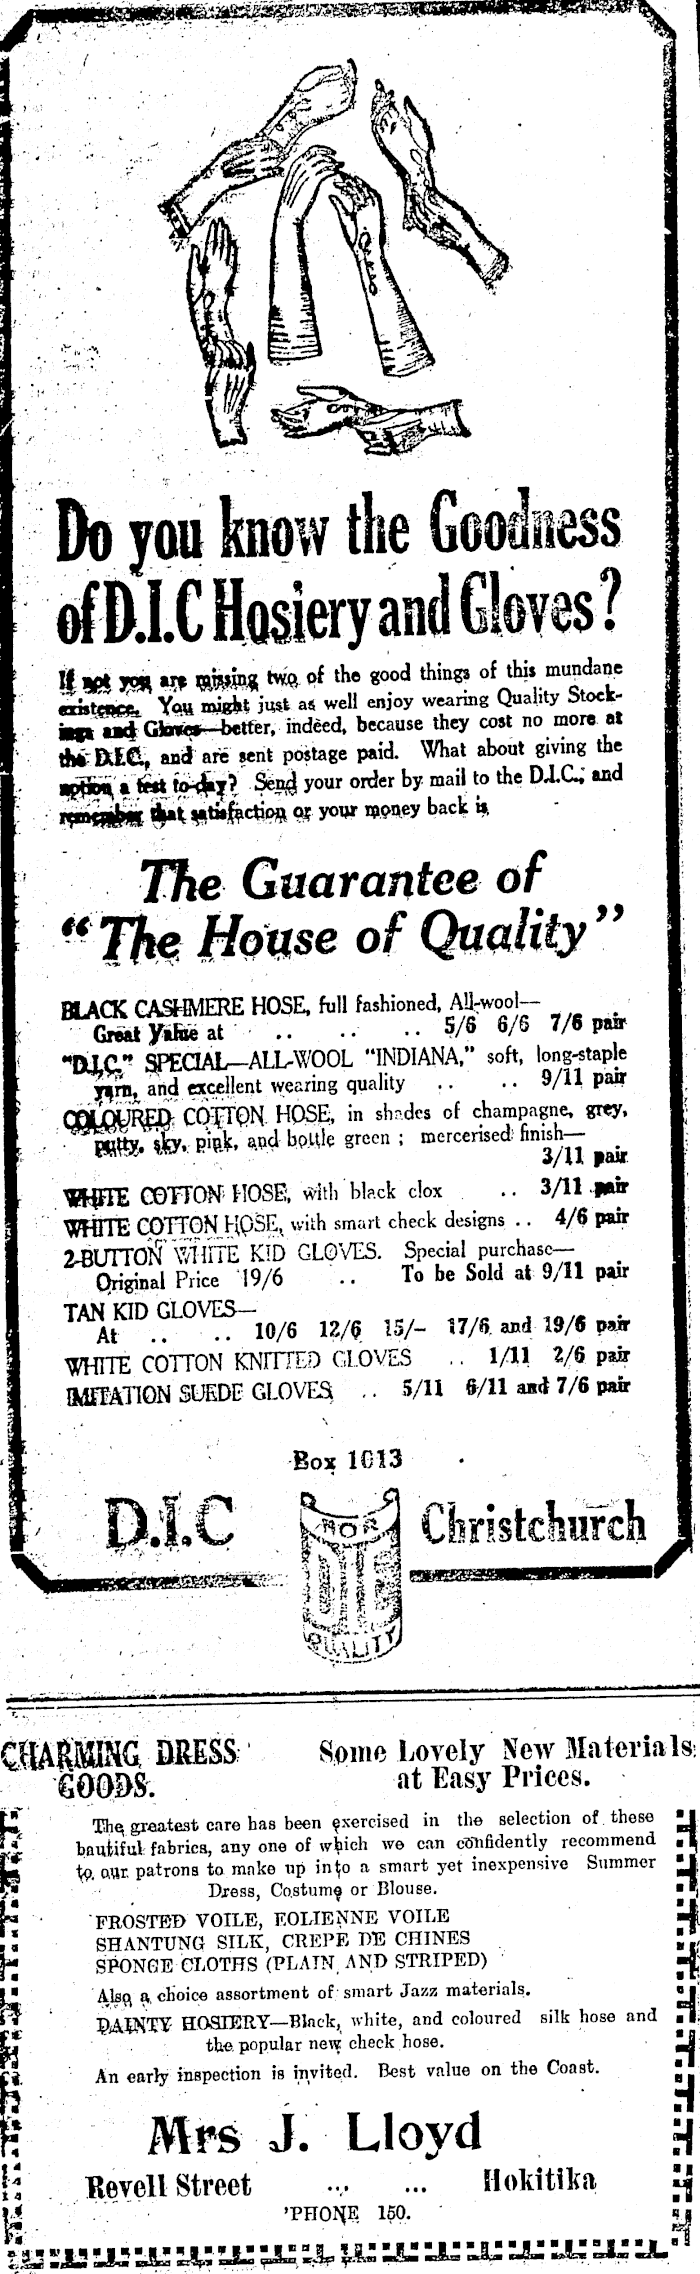 Do you know the Goodness
of D.I.C Hosiery and Gloves?
If not you are missing two of the good things of this mundane
existence. You might just as well enjoy wearing Quality Stock-
ings and Gloves—better, indeed, because they cost no more at
the D.I.C., and are sent postage paid. What about giving the
notion a test to-day? Send your order by mail to the D.I.C.; and
remember that satisfaction or your money back is
The Guarantee of
"The House of Quality"
BLACK CASHMERE HOSE, full fashioned, All-wool—
Great Value at .. .. .. 5/6 6/6 7/6 pair
"D.I.C." SPECIAL—ALL-WOOL "INDIANA," soft, long-staple
yarn, and excellent wearing quality .. .. 9/11 pair
COLOURED COTTON HOSE, in shades of champagne, grey,
putty, sky, pink, and bottle green; mercerised finish—
3/11 pair
WHITE COTTON HOSE, with black clox .. 3/11 pair
WHITE COTTON HOSE, with smart check designs .. 4/6 pair
2-BUTTON WHITE KID GLOVES. Special purchase—
Original Price 19/6 .. To be Sold at 9/11 pair
TAN KID GLOVES—
At .. .. 10/6 12/6 15/- 17/6 and 19/6 pair
WHITE COTTON KNITTED GLOVES .. 1/11 2/6 pair
IMITATION SUEDE GLOVES .. 5/11 6/11 and 7/6 pair
Box 1013
D.I.C Christchurch
FOR
DIC
QUALITY
CHARMING DRESS
GOODS.
Some Lovely New Materials
at Easy Prices.
The greatest care has been exercised in the selection of these
bautiful fabrics, any one of which we can confidently recommend
to our patrons to make up into a smart yet inexpensive Summer
Dress, Costume or Blouse.
FROSTED VOILE, EOLIENNE VOILE
SHANTUNG SILK, CREPE DE CHINES
SPONGE CLOTHS (PLAIN AND STRIPED)
Also a choice assortment of smart Jazz materials.
DAINTY HOSIERY—Black, white, and coloured silk hose and
the popular new check hose.
An early inspection is invited. Best value on the Coast.
Mrs J. Lloyd
Revell Street ... ... Hokitika
'PHONE 150.